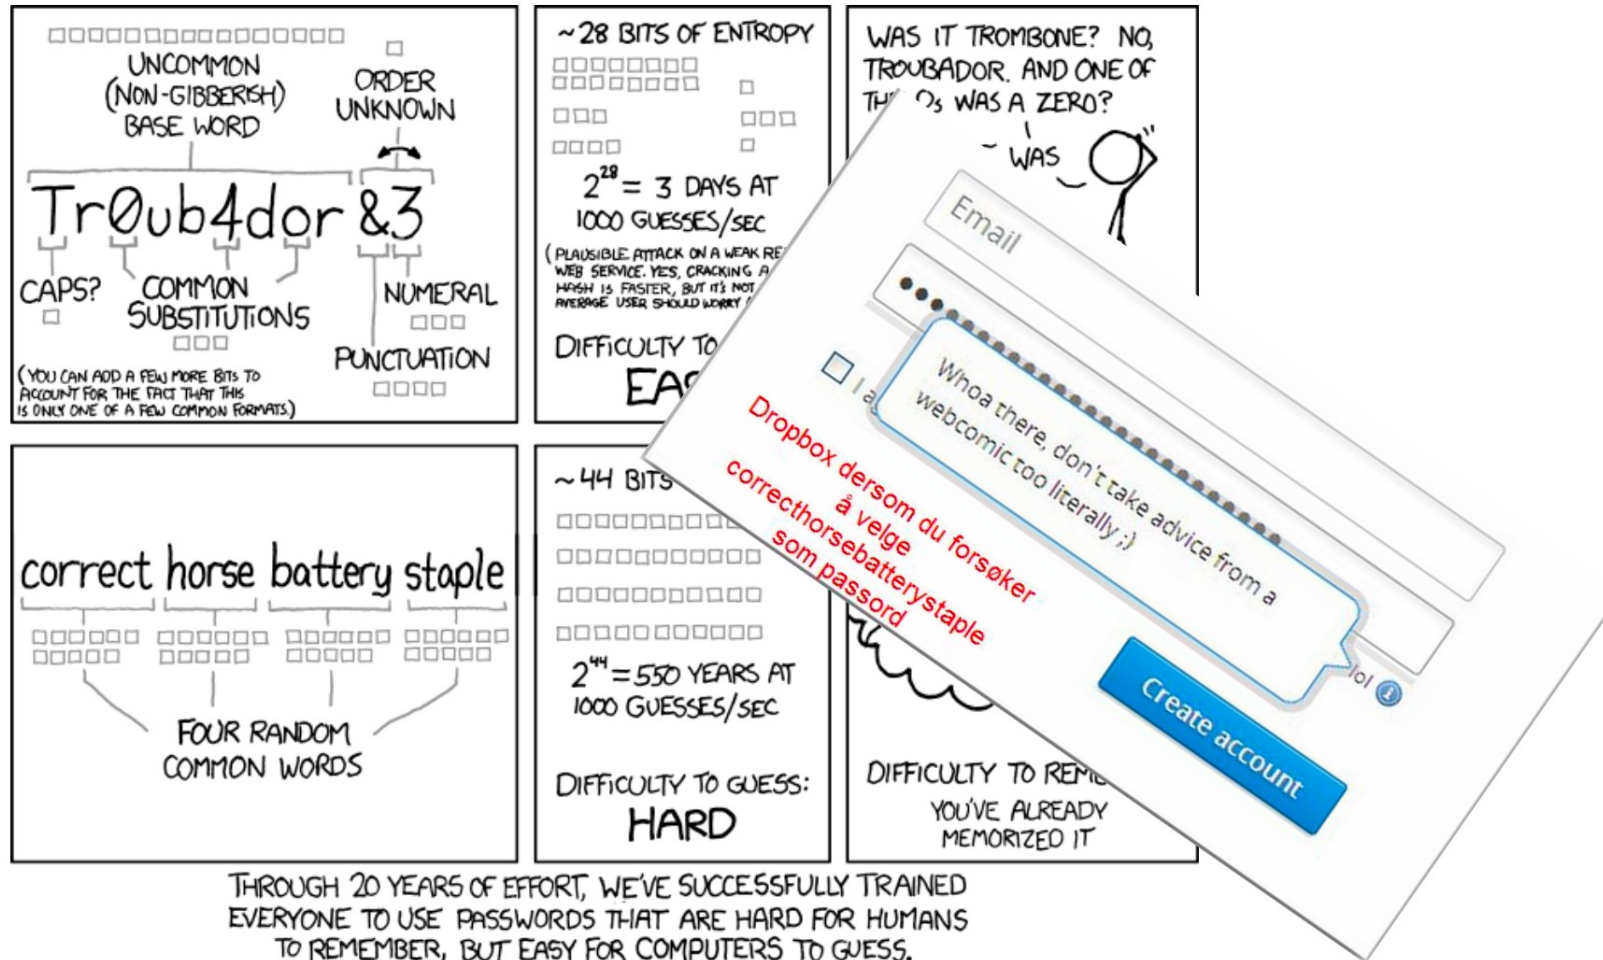 UNCOMMON
(NON-GIBBERISH)
BASE WORD
ORDER
UNKNOWN
Tr0ub4dor &3
CAPS?
COMMON
SUBSTITUTIONS
NUMERAL
PUNCTUATION
(YOU CAN ADD A FEW MORE BITS TO
ACCOUNT FOR THE FACT THAT THIS
IS ONLY ONE OF A FEW COMMON FORMATS.)
~28 BITS OF ENTROPY
2^28 = 3 DAYS AT
1000 GUESSES/SEC
(PLAUSIBLE ATTACK ON A WEAK RE
WEB SERVICE. YES, CRACKING A
HASH IS FASTER, BUT IT'S NOT
AVERAGE USER SHOULD WORRY
DIFFICULTY TO
EAS
WAS IT TROMBONE? NO,
TROUBADOR. AND ONE OF
TH Os WAS A ZERO?
WAS
Email
I a
Whoa there, don't take advice from a
webcomic too literally ;)
lol
Create account
Dropbox dersom du forsøker
å velge
correcthorsebatterystaple
som passord
correct horse battery staple
FOUR RANDOM
COMMON WORDS
~44 BITS
2^44 = 550 YEARS AT
1000 GUESSES/SEC
DIFFICULTY TO GUESS:
HARD
DIFFICULTY TO REME
YOU'VE ALREADY
MEMORIZED IT
THROUGH 20 YEARS OF EFFORT, WE'VE SUCCESSFULLY TRAINED
EVERYONE TO USE PASSWORDS THAT ARE HARD FOR HUMANS
TO REMEMBER, BUT EASY FOR COMPUTERS TO GUESS.